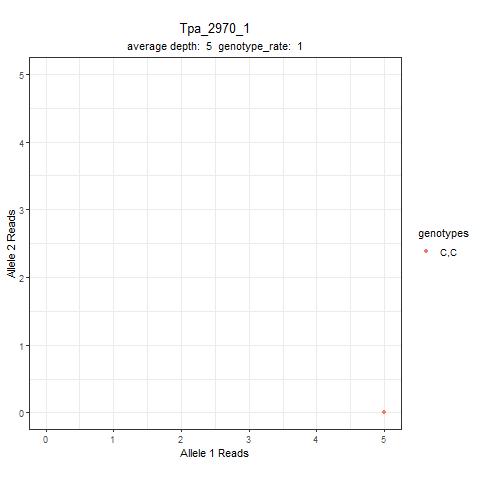 Tpa_2970_1
average depth:  5  genotype_rate:  1
5
4
3
2
1
0
Allele 2 Reads
0 1 2 3 4 5
Allele 1 Reads
genotypes
C,C